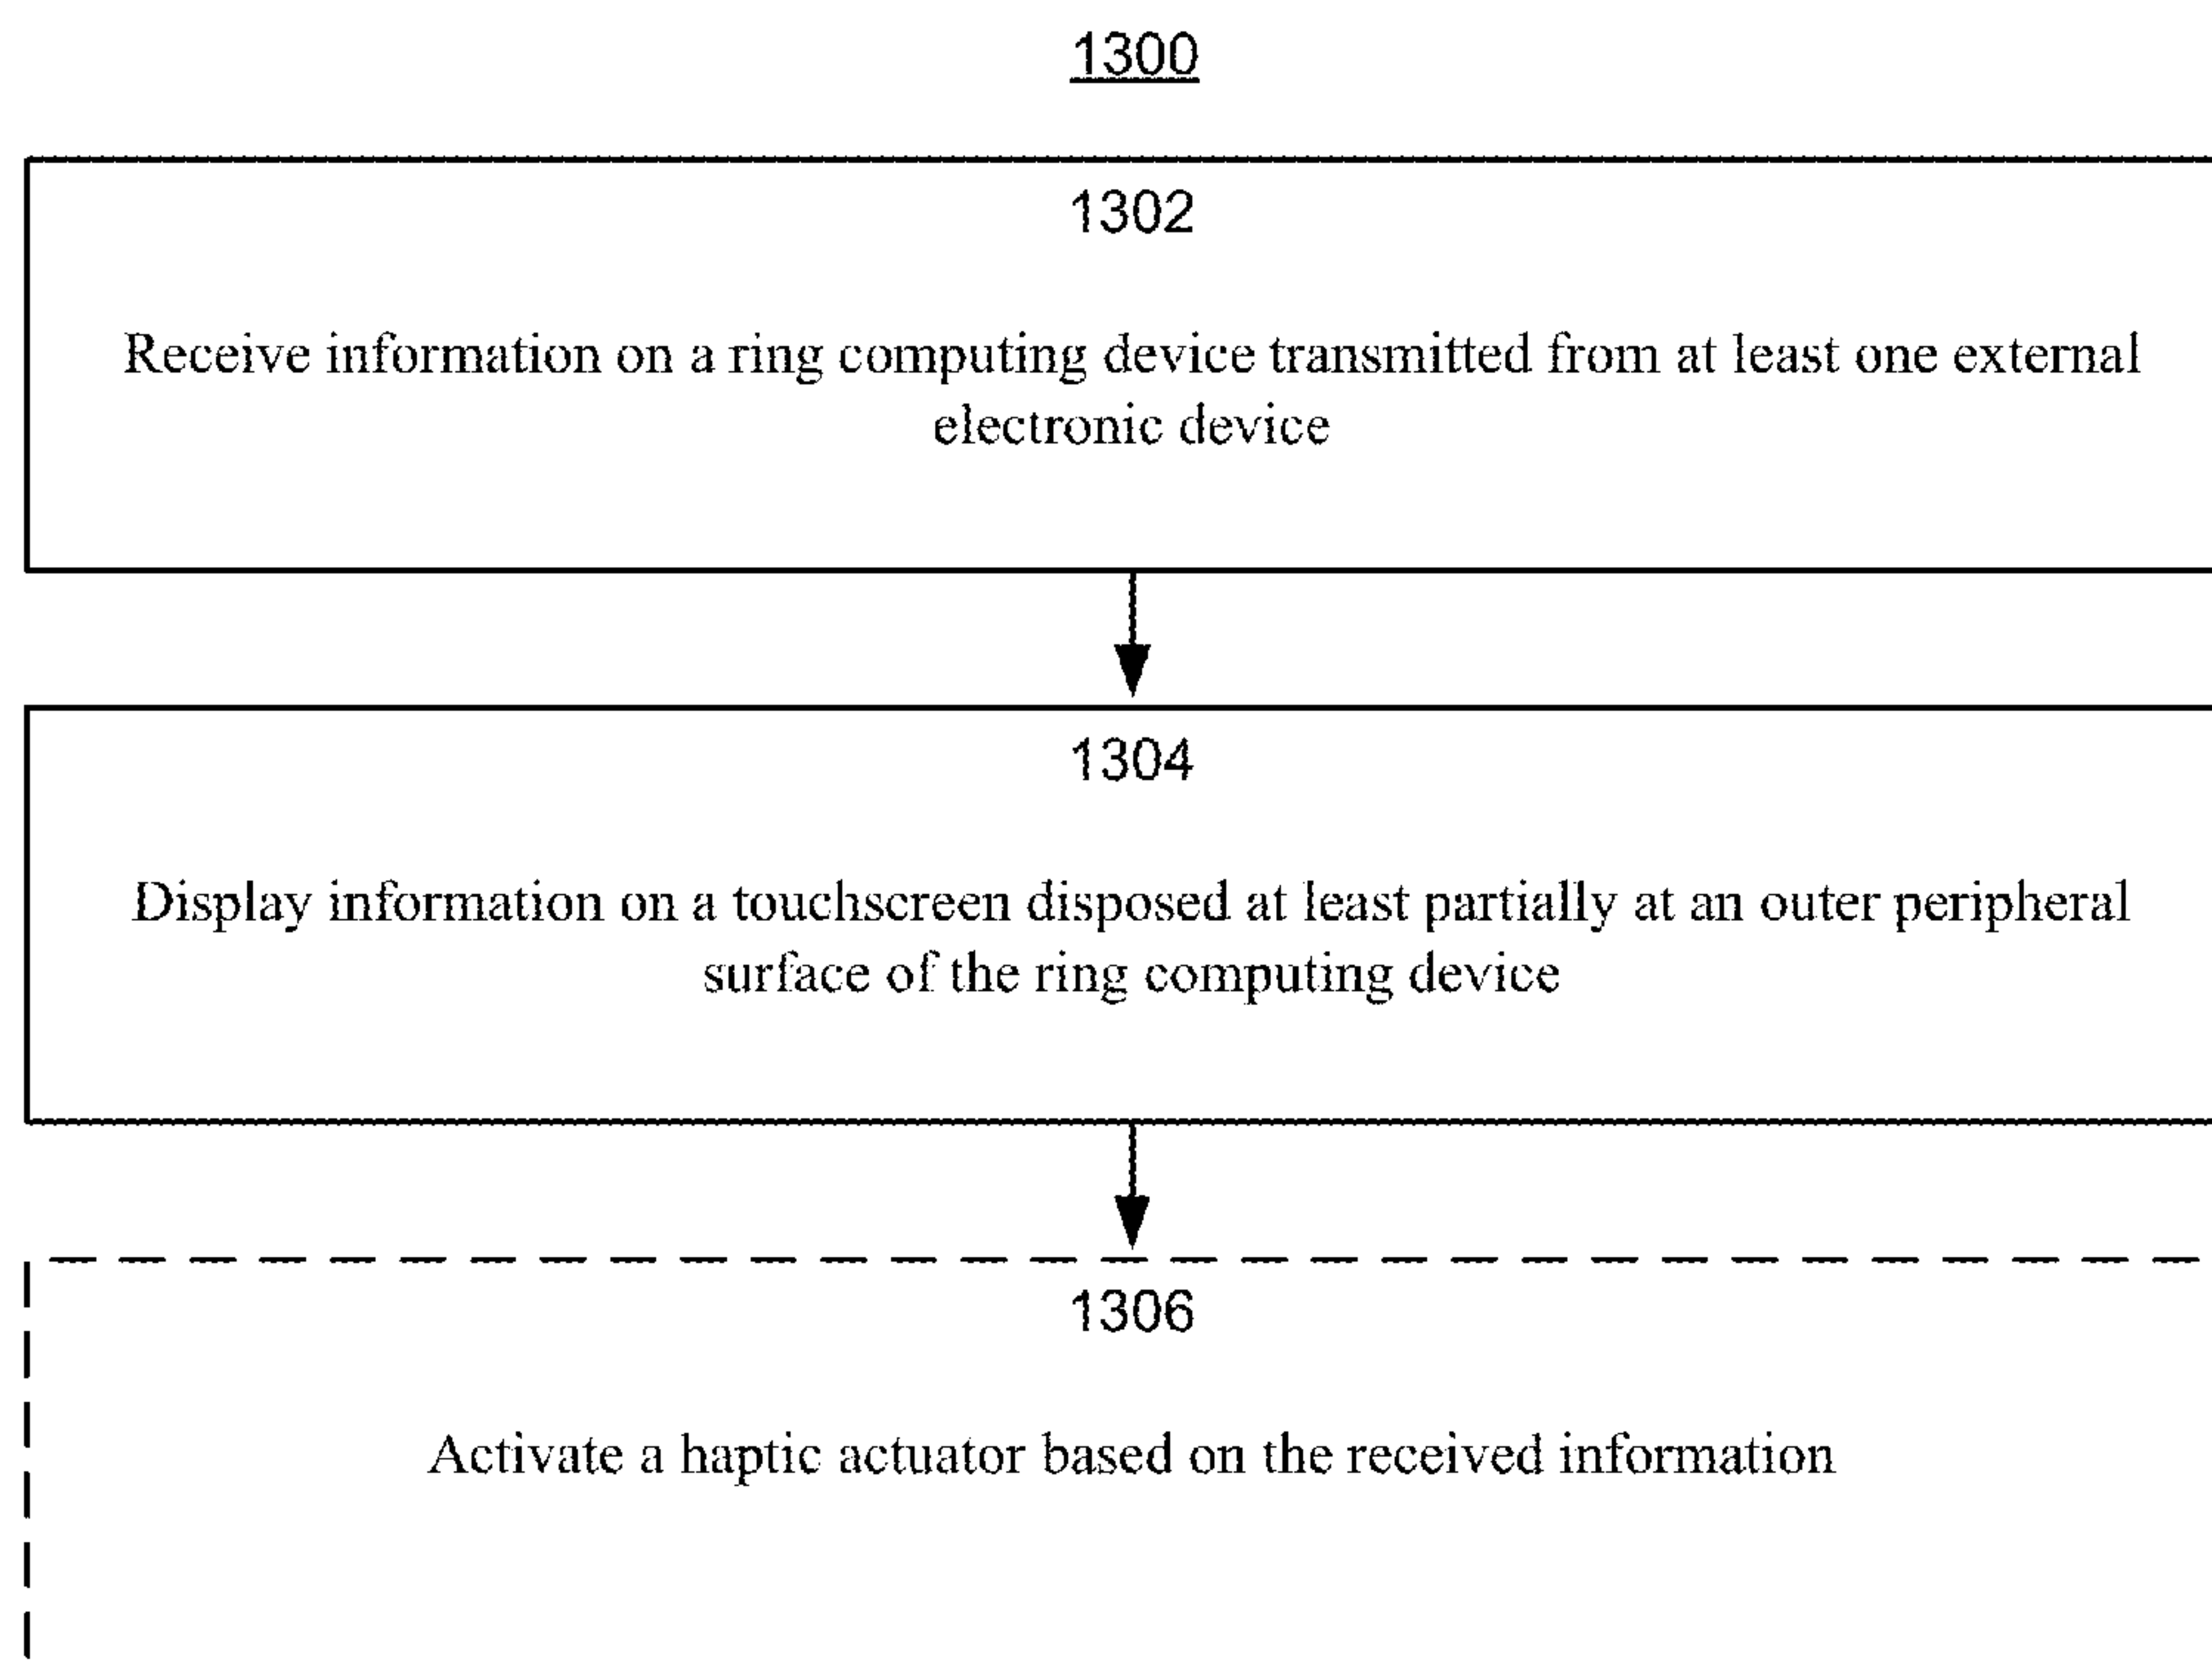 1300
1302
Receive information on a ring computing device transmitted from at least one external
electronic device
1304
Display information on a touchscreen disposed at least partially at an outer peripheral
surface of the ring computing device
1306
Activate a haptic actuator based on the received information